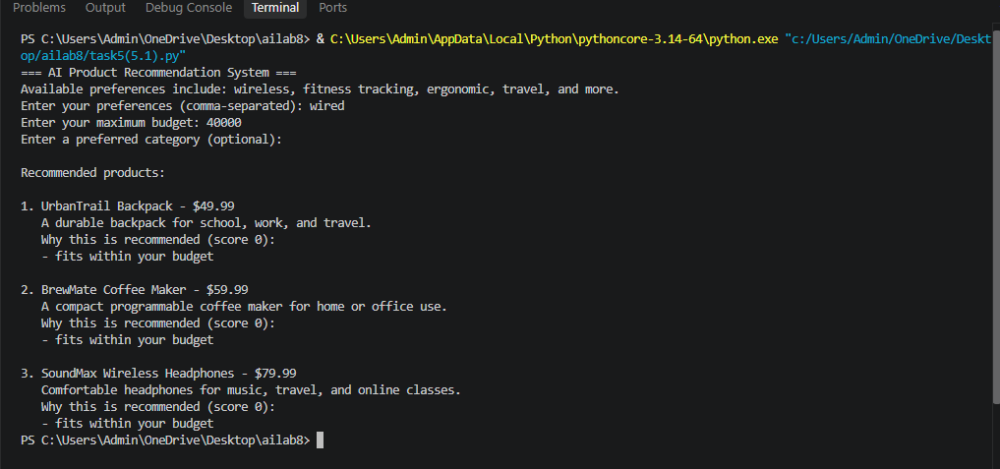 Problems Output Debug Console Terminal Ports
PS C:\Users\Admin\OneDrive\Desktop\ailab8> & C:\Users\Admin\AppData\Local\Python\pythoncore-3.14-64\python.exe "c:/Users/Admin/OneDrive/Deskt
op/ailab8/task5(5.1).py"
=== AI Product Recommendation System ===
Available preferences include: wireless, fitness tracking, ergonomic, travel, and more.
Enter your preferences (comma-separated): wired
Enter your maximum budget: 40000
Enter a preferred category (optional):
Recommended products:
1. UrbanTrail Backpack - $49.99
A durable backpack for school, work, and travel.
Why this is recommended (score 0):
- fits within your budget
2. BrewMate Coffee Maker - $59.99
A compact programmable coffee maker for home or office use.
Why this is recommended (score 0):
- fits within your budget
3. SoundMax Wireless Headphones - $79.99
Comfortable headphones for music, travel, and online classes.
Why this is recommended (score 0):
- fits within your budget
PS C:\Users\Admin\OneDrive\Desktop\ailab8>